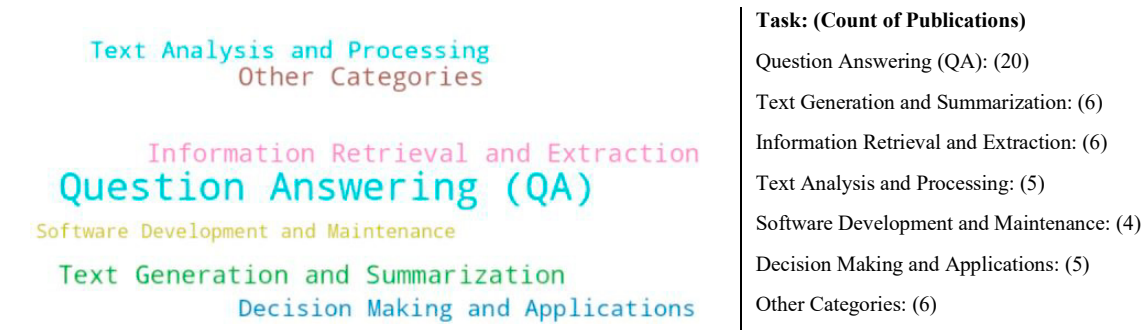 Text Analysis and Processing
Other Categories
Information Retrieval and Extraction
Question Answering (QA)
Software Development and Maintenance
Text Generation and Summarization
Decision Making and Applications
Task: (Count of Publications)
Question Answering (QA): (20)
Text Generation and Summarization: (6)
Information Retrieval and Extraction: (6)
Text Analysis and Processing: (5)
Software Development and Maintenance: (4)
Decision Making and Applications: (5)
Other Categories: (6)